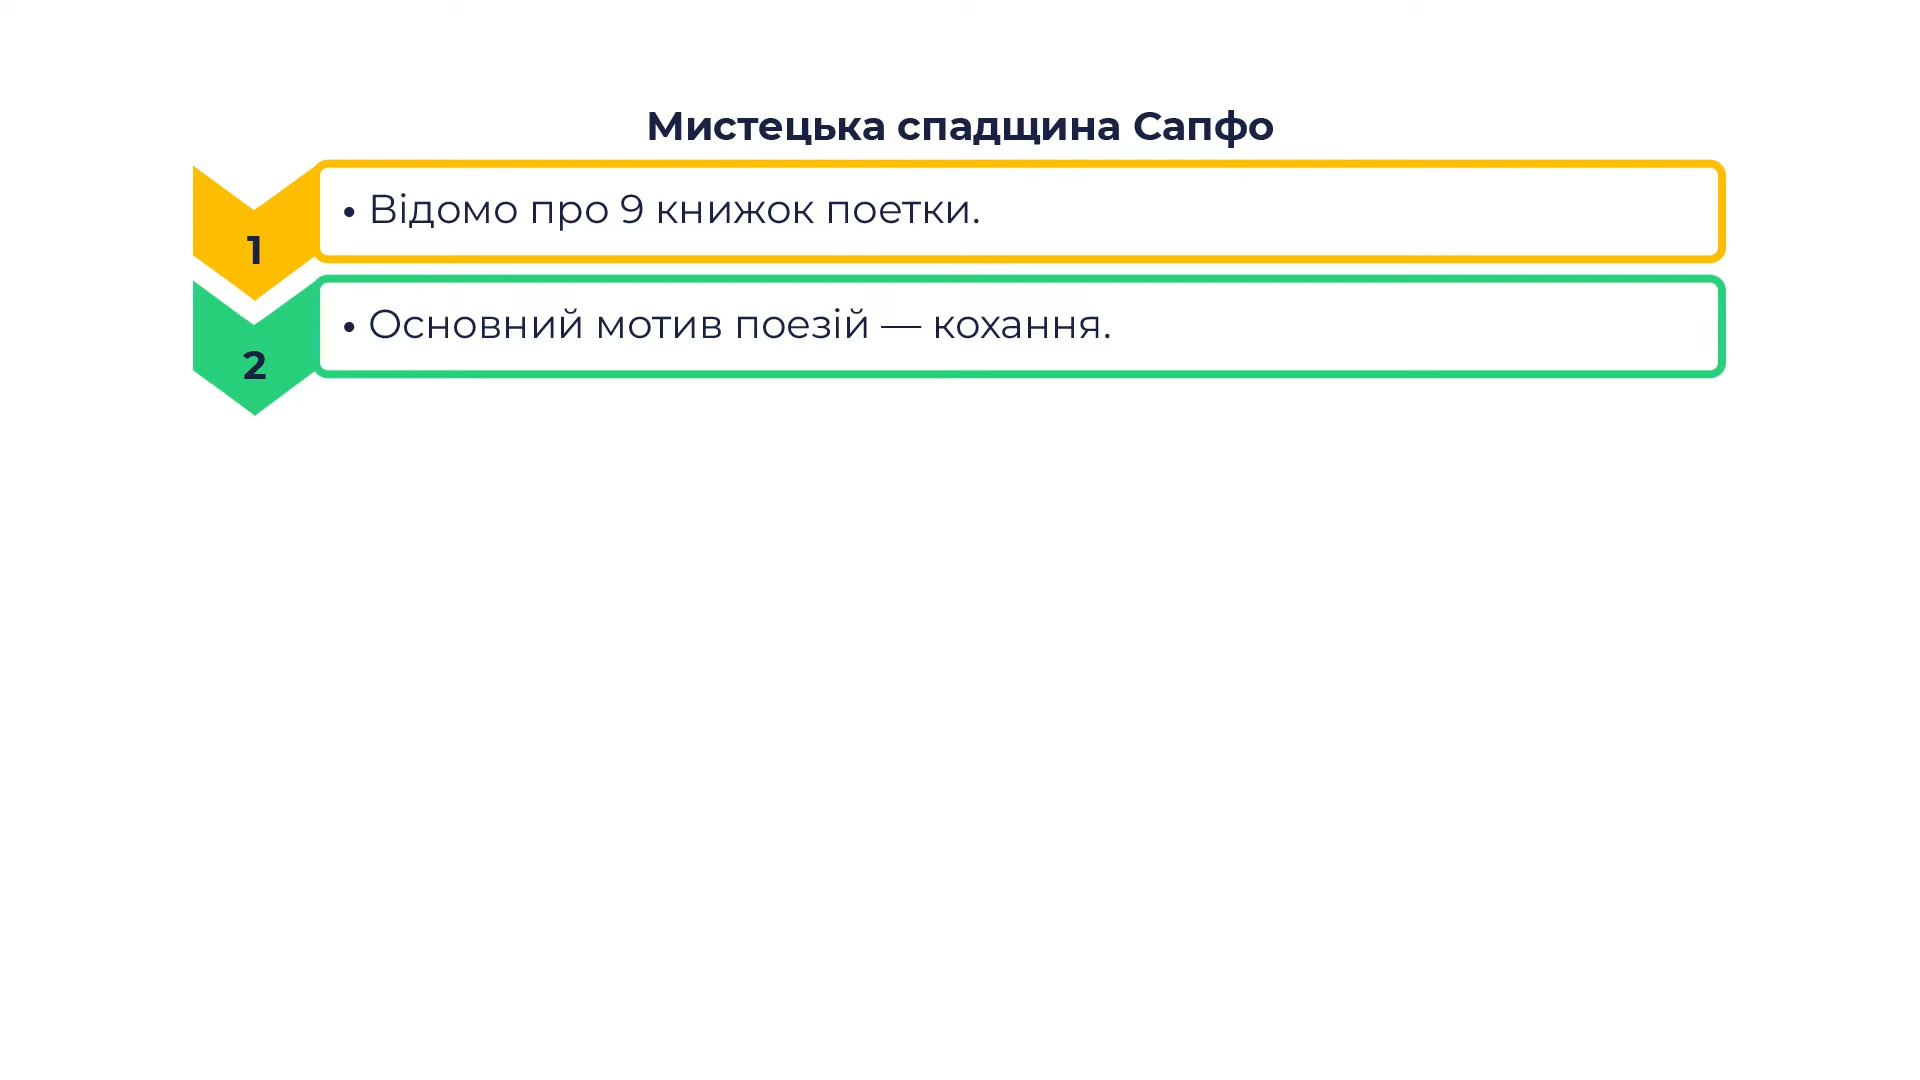 Мистецька спадщина Сапфо
1
• Відомо про 9 книжок поетки.
2
• Основний мотив поезій — кохання.